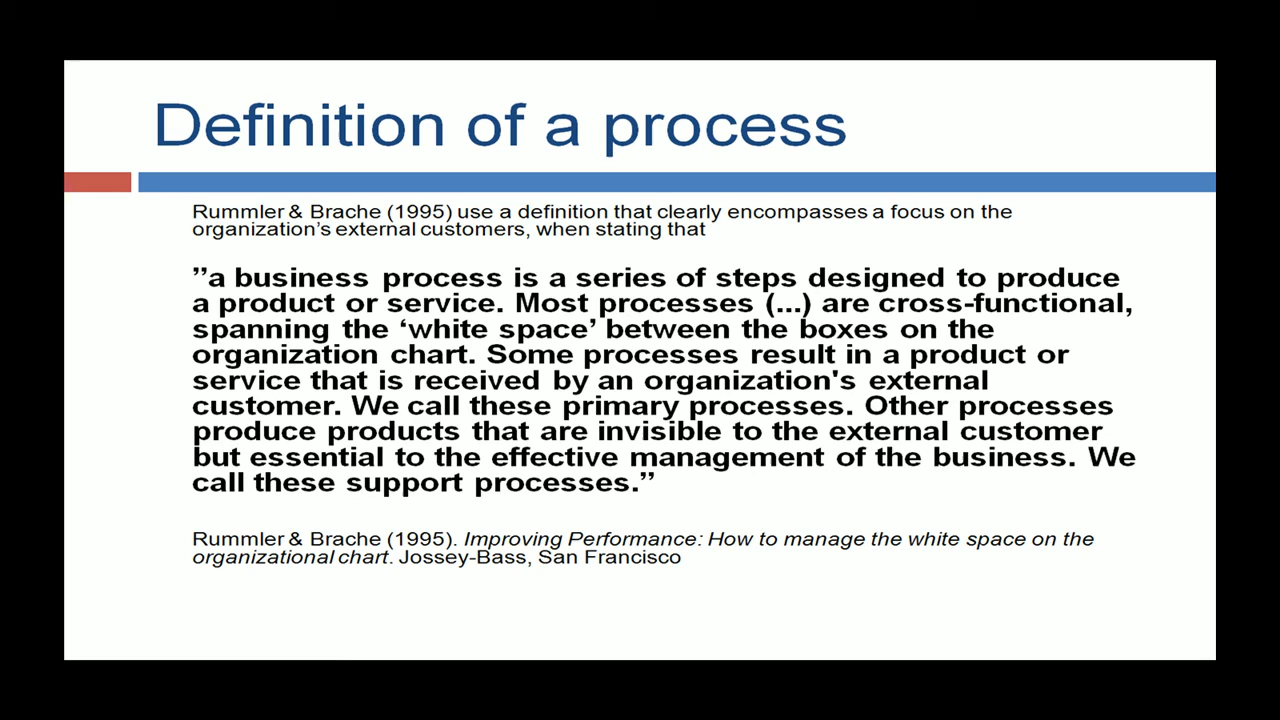 Definition of a process
Rummler & Brache (1995) use a definition that clearly encompasses a focus on the
organization’s external customers, when stating that
”a business process is a series of steps designed to produce
a product or service. Most processes (...) are cross-functional,
spanning the ‘white space’ between the boxes on the
organization chart. Some processes result in a product or
service that is received by an organization's external
customer. We call these primary processes. Other processes
produce products that are invisible to the external customer
but essential to the effective management of the business. We
call these support processes.”
Rummler & Brache (1995). Improving Performance: How to manage the white space on the
organizational chart. Jossey-Bass, San Francisco